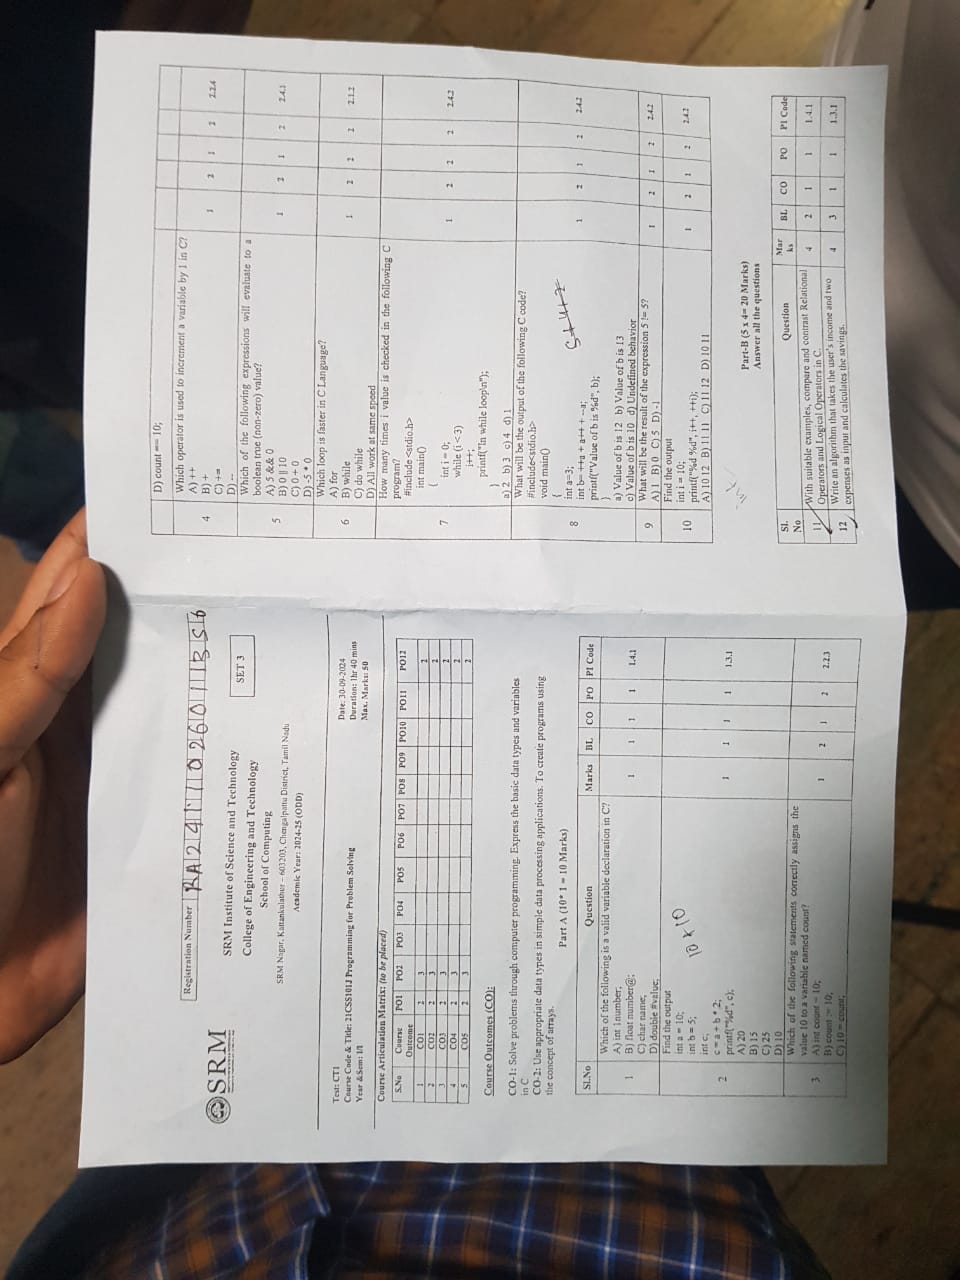 Registration Number RA2411026011356
SRM
SRM Institute of Science and Technology
College of Engineering and Technology
School of Computing
SRM Nagar, Kattankulathur – 603203, Chengalpattu District, Tamil Nadu
Academic Year: 2024-25 (ODD)
SET 3
Test: CT1
Course Code & Title: 21CSS101J Programming for Problem Solving
Year &Sem: I/I
Date: 30-09-2024
Duration: 1hr 40 mins
Max. Marks: 50
Course Articulation Matrix: (to be placed)
S.No Course Outcome PO1 PO2 PO3 PO4 PO5 PO6 PO7 PO8 PO9 PO10 PO11 PO12
1 CO1 2 3 2
2 CO2 2 3 2
3 CO3 2 3 2
4 CO4 2 3 2
5 CO5 2 3 2
Course Outcomes (CO):
CO-1: Solve problems through computer programming. Express the basic data types and variables
in C
CO-2: Use appropriate data types in simple data processing applications. To create programs using
the concept of arrays.
Part A (10* 1 = 10 Marks)
Sl.No Question Marks BL CO PO PI Code
1 Which of the following is a valid variable declaration in C? 1 1 1 1 1.4.1
A) int 1number;
B) float number@;
C) char name;
D) double #value;
2 Find the output 1 1 1 1 1.3.1
int a = 10;
int b = 5;
int c;
c = a + b * 2;
printf("%d", c);
A) 20
B) 15
C) 25
D) 10
10 + 10
3 Which of the following statements correctly assigns the 1 2 1 2 2.2.3
value 10 to a variable named count?
A) int count = 10;
B) count := 10;
C) 10 = count;
D) count == 10;
4 Which operator is used to increment a variable by 1 in C? 1 2 1 2 2.2.4
A) ++
B) +
C) +=
D) --
5 Which of the following expressions will evaluate to a 1 2 1 2 2.4.1
boolean true (non-zero) value?
A) 5 && 0
B) 0 || 10
C) 0 + 0
D) -5 * 0
6 Which loop is faster in C Language? 1 2 2 2 2.1.2
A) for
B) while
C) do while
D) All work at same speed
7 How many times i value is checked in the following C 1 2 2 2 2.4.2
program?
#include <stdio.h>
int main()
{
int i = 0;
while (i < 3)
i++;
printf("In while loop\n");
}
a) 2 b) 3 c) 4 d) 1
8 What will be the output of the following C code? 1 2 1 2 2.4.2
#include<stdio.h>
void main()
{
int a=3;
int b= ++a + a++ + --a;
printf("Value of b is %d", b);
}
a) Value of b is 12 b) Value of b is 13
c) Value of b is 10 d) Undefined behavior
9 What will be the result of the expression 5 != 5? 1 2 1 2 2.4.2
A) 1 B) 0 C) 5 D) -1
10 Find the output 1 2 1 2 2.4.2
int i = 10;
printf("%d %d", i++, ++i);
A) 10 12 B) 11 11 C) 11 12 D) 10 11
int
Part-B (5 x 4= 20 Marks)
Answer all the questions
Sl. No Question Marks BL CO PO PI Code
11 With suitable examples, compare and contrast Relational 4 2 1 1 1.4.1
Operators and Logical Operators in C.
12 Write an algorithm that takes the user's income and two 4 3 1 1 1.3.1
expenses as input and calculates the savings.